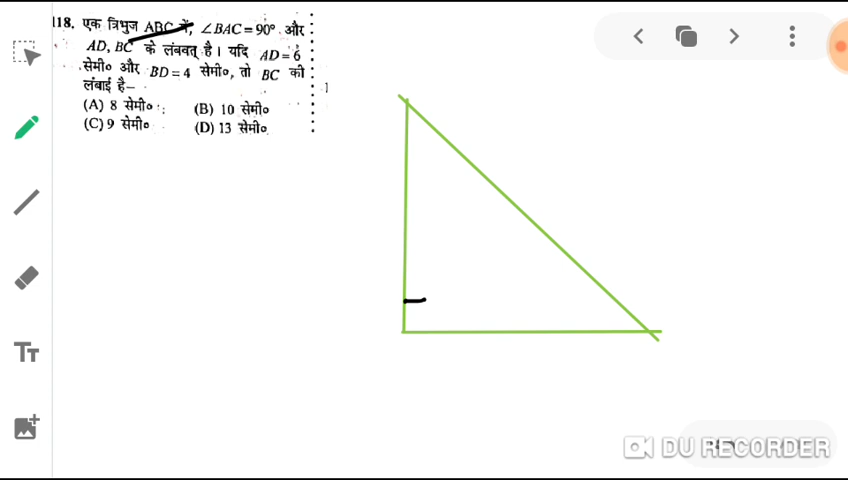 118. एक त्रिभुज ABC में, ∠BAC = 90° और
AD, BC के लंबवत् है। यदि AD = 6
सेमी० और BD = 4 सेमी०, तो BC की
लंबाई है–
(A) 8 सेमी० (B) 10 सेमी०
(C) 9 सेमी० (D) 13 सेमी०
TT
DU RECORDER